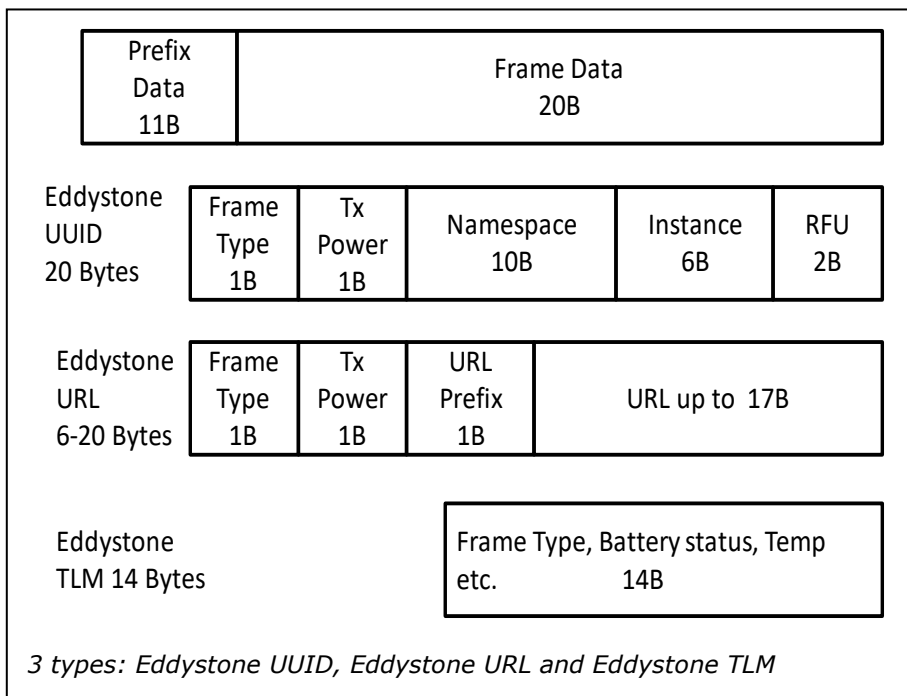 Prefix
Data
11B
Frame Data
20B
Eddystone
UUID
20 Bytes
Frame
Type
1B
Tx
Power
1B
Namespace
10B
Instance
6B
RFU
2B
Eddystone
URL
6-20 Bytes
Frame
Type
1B
Tx
Power
1B
URL
Prefix
1B
URL up to 17B
Eddystone
TLM 14 Bytes
Frame Type, Battery status, Temp
etc. 14B
3 types: Eddystone UUID, Eddystone URL and Eddystone TLM